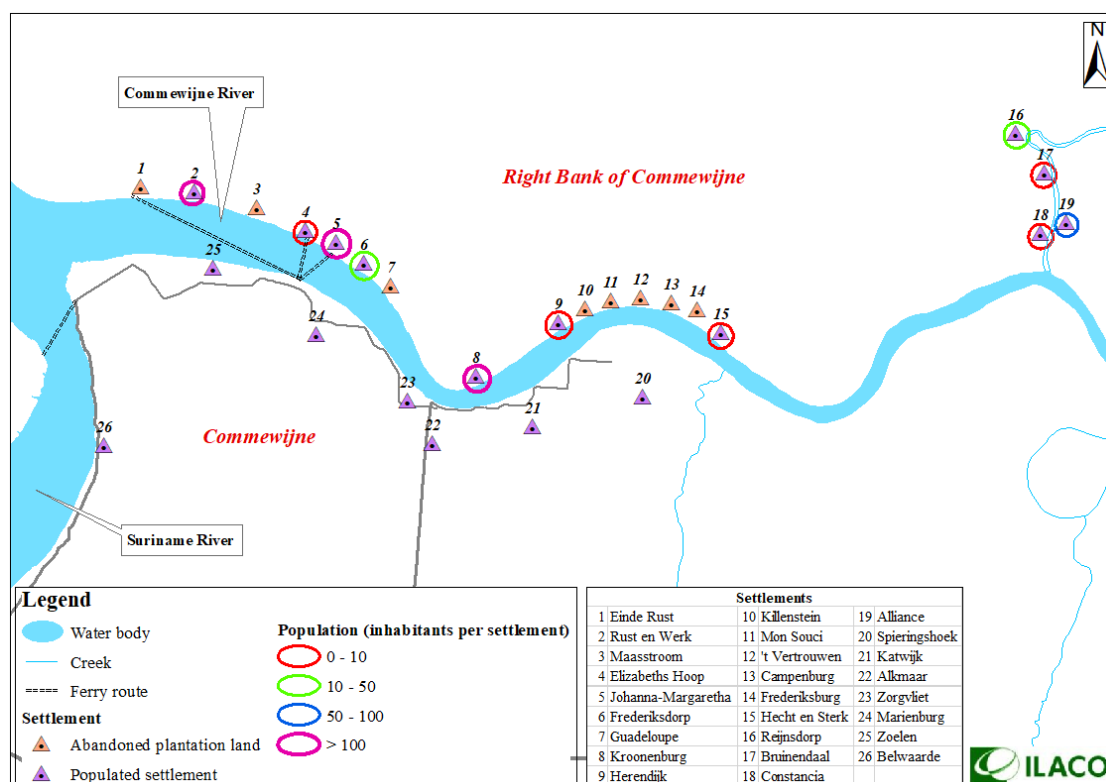 N
Commewijne River
16
17
1
2
3
Right Bank of Commewijne
4
5
19
18
25
6
7
12
10
11
13
14
9
15
24
8
20
23
21
22
26
Commewijne
Suriname River
Legend
Water body
Creek
Ferry route
Settlement
Abandoned plantation land
Populated settlement
Population (inhabitants per settlement)
0 - 10
10 - 50
50 - 100
> 100
Settlements
1 Einde Rust 10 Killenstein 19 Alliance
2 Rust en Werk 11 Mon Souci 20 Spieringshoek
3 Maasstroom 12 't Vertrouwen 21 Katwijk
4 Elizabeths Hoop 13 Campenburg 22 Alkmaar
5 Johanna-Margaretha 14 Frederiksburg 23 Zorgvliet
6 Frederiksdorp 15 Hecht en Sterk 24 Marienburg
7 Guadeloupe 16 Reijnsdorp 25 Zoelen
8 Kroonenburg 17 Bruinendaal 26 Belwaarde
9 Herendijk 18 Constancia
ILACO